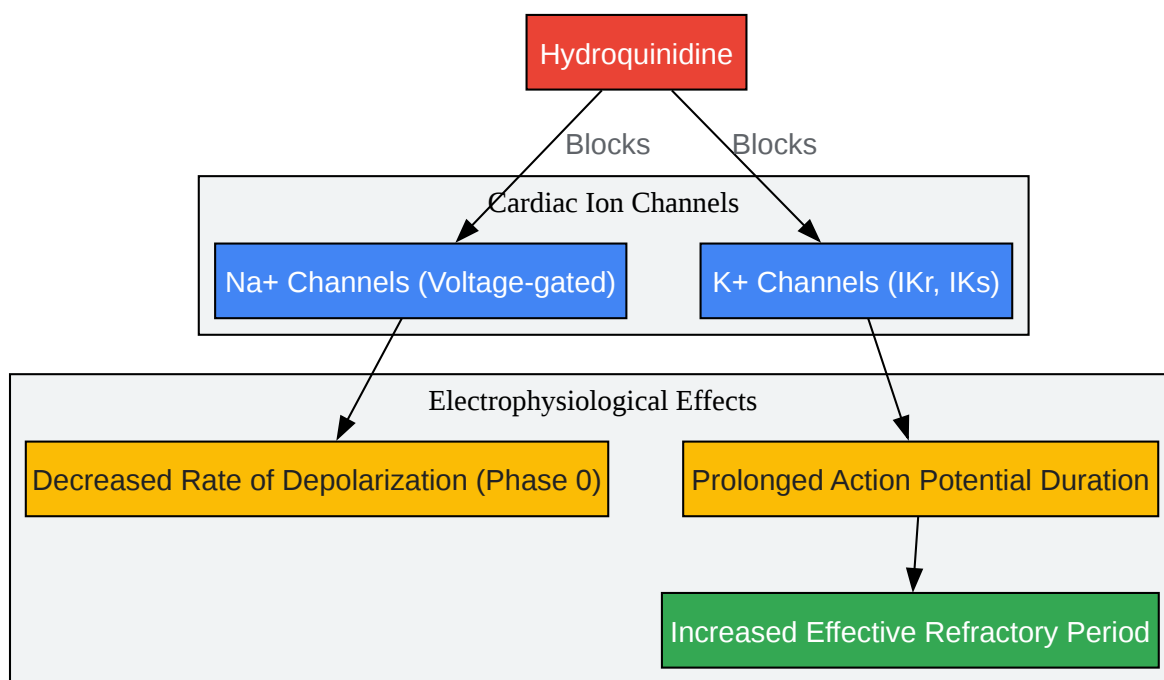 Hydroquinidine
Blocks
Blocks
Cardiac Ion Channels
Na+ Channels (Voltage-gated)
K+ Channels (IKr, IKs)
Electrophysiological Effects
Decreased Rate of Depolarization (Phase 0)
Prolonged Action Potential Duration
Increased Effective Refractory Period